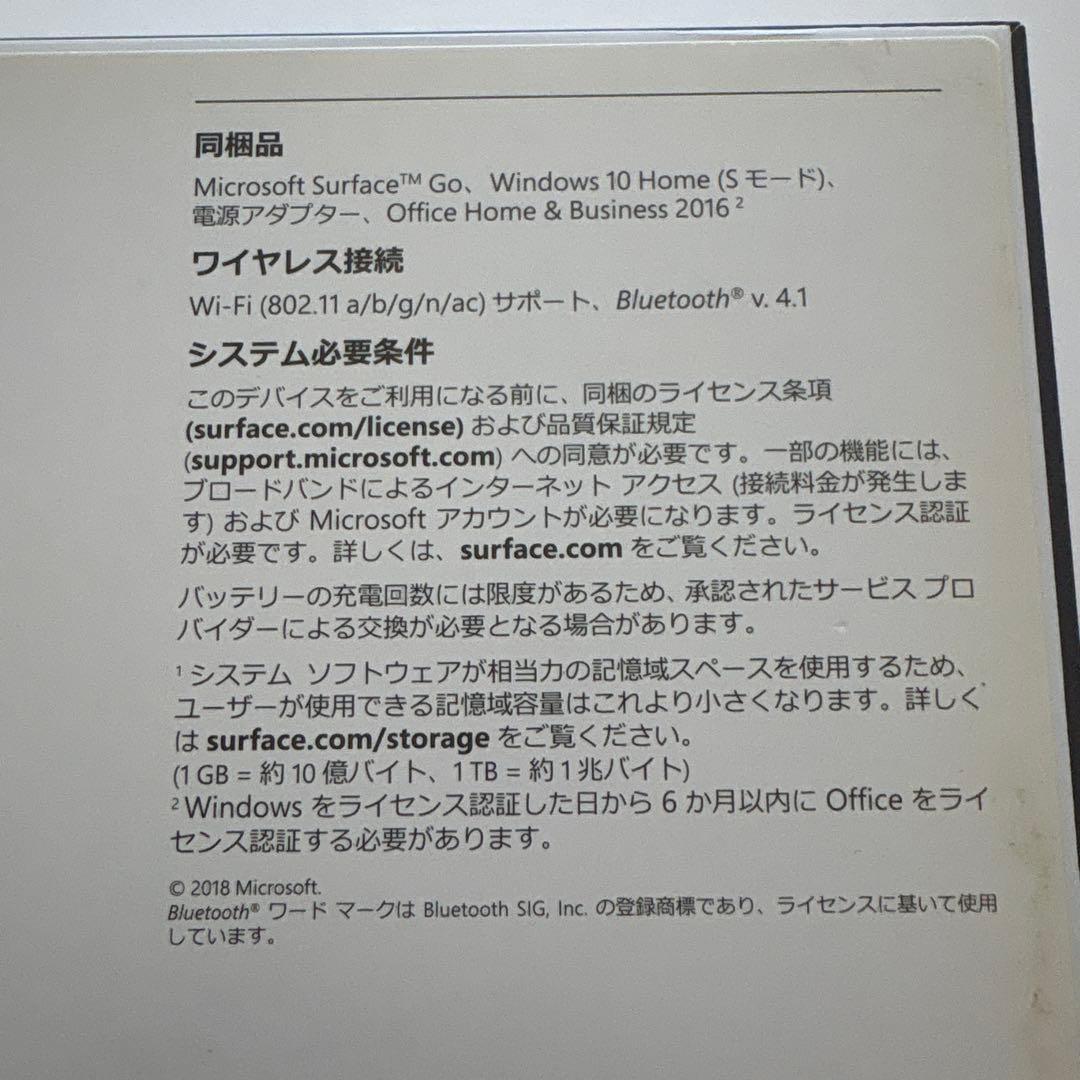 同梱品
Microsoft Surface™ Go、Windows 10 Home (S モード)、
電源アダプター、Office Home & Business 2016 ²
ワイヤレス接続
Wi-Fi (802.11 a/b/g/n/ac) サポート、Bluetooth® v. 4.1
システム必要条件
このデバイスをご利用になる前に、同梱のライセンス条項
(surface.com/license) および品質保証規定
(support.microsoft.com) への同意が必要です。一部の機能には、
ブロードバンドによるインターネット アクセス (接続料金が発生しま
す) および Microsoft アカウントが必要になります。ライセンス認証
が必要です。詳しくは、surface.com をご覧ください。
バッテリーの充電回数には限度があるため、承認されたサービス プロ
バイダーによる交換が必要となる場合があります。
¹ システム ソフトウェアが相当力の記憶域スペースを使用するため、
ユーザーが使用できる記憶域容量はこれより小さくなります。詳しく
は surface.com/storage をご覧ください。
(1 GB = 約 10 億バイト、1 TB = 約 1 兆バイト)
² Windows をライセンス認証した日から 6 か月以内に Office をライ
センス認証する必要があります。
© 2018 Microsoft.
Bluetooth® ワード マークは Bluetooth SIG, Inc. の登録商標であり、ライセンスに基いて使用
しています。